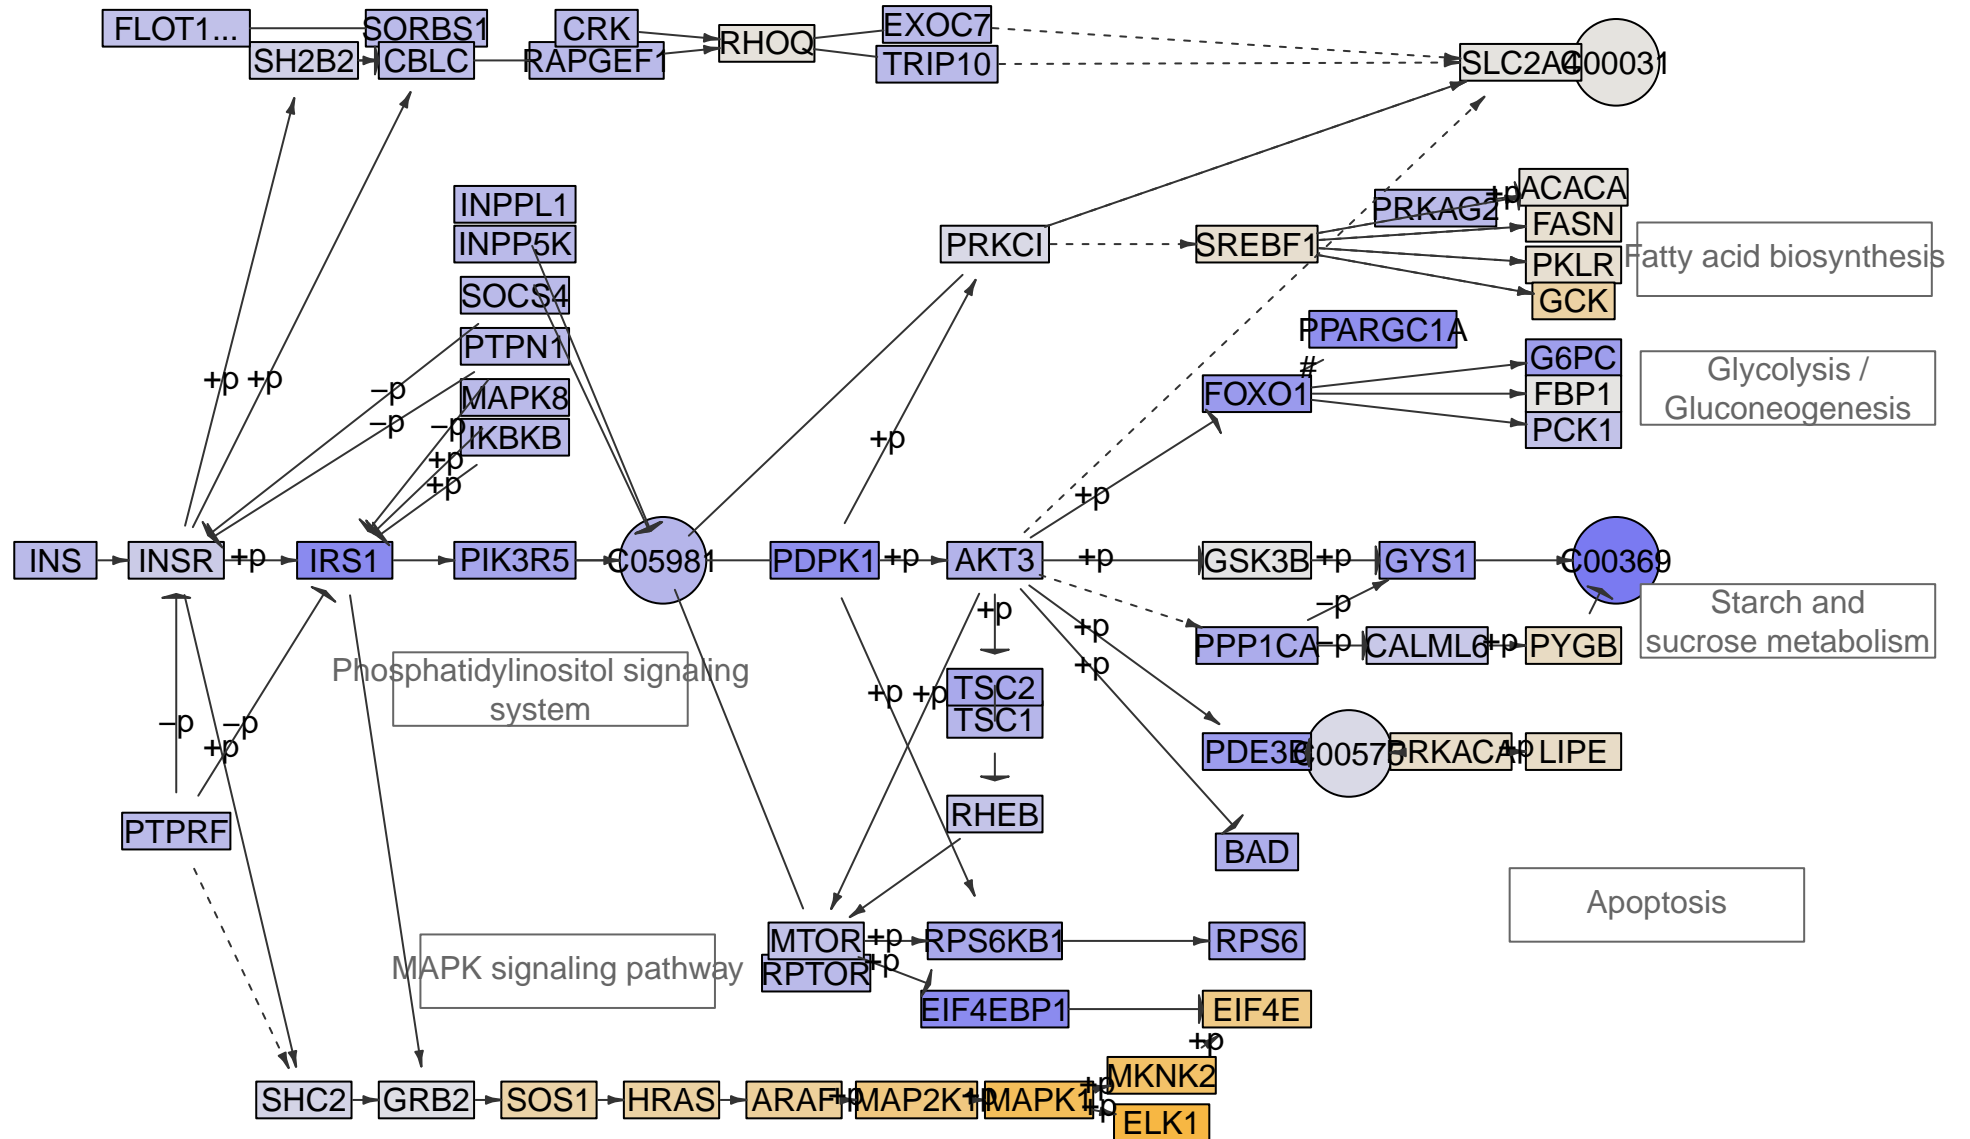 FLOT1...
SORBS1
CRK
EXOC7
SH2B2
CBLC
RAPGEF1
RHOQ
TRIP10
SLC2A4
C00031
INPPL1
INPP5K
SOCS4
PTPN1
MAPK8
IKBKB
PRKCI
SREBF1
PRKAG2
+p
ACACA
FASN
PKLR
GCK
Fatty acid biosynthesis
PPARGC1A
#
FOXO1
G6PC
FBP1
PCK1
Glycolysis /
Gluconeogenesis
+p
+p
–p
–p
–p
+p
+p
+p
+p
INS
INSR
+p
IRS1
PIK3R5
C05981
PDPK1
+p
AKT3
+p
GSK3B
+p
GYS1
C00369
–p
+p
+p
PPP1CA
–p
CALML6
+p
PYGB
Starch and
sucrose metabolism
Phosphatidylinositol signaling
system
+p
TSC2
TSC1
+p
+p
–p
+p
–p
PDE3B
C00575
PRKACA
+p
LIPE
PTPRF
RHEB
BAD
Apoptosis
MTOR
+p
RPS6KB1
RPS6
RPTOR
+p
MAPK signaling pathway
EIF4EBP1
EIF4E
+p
SHC2
GRB2
SOS1
HRAS
ARAF
+p
MAP2K1
+p
MAPK1
+p
+p
MKNK2
ELK1